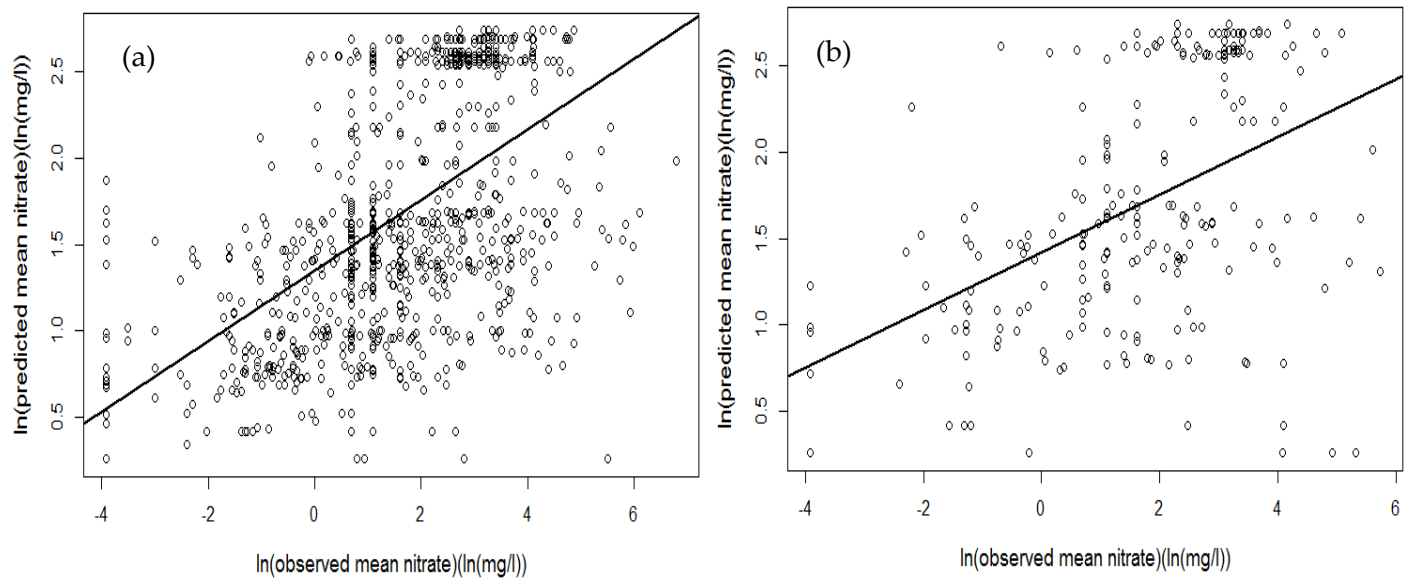 (a)
ln(predicted mean nitrate)(ln(mg/l))
2.5
2.0
1.5
1.0
0.5
-4 -2 0 2 4 6
ln(observed mean nitrate)(ln(mg/l))
(b)
ln(predicted mean nitrate)(ln(mg/l))
2.5
2.0
1.5
1.0
0.5
-4 -2 0 2 4 6
ln(observed mean nitrate)(ln(mg/l))